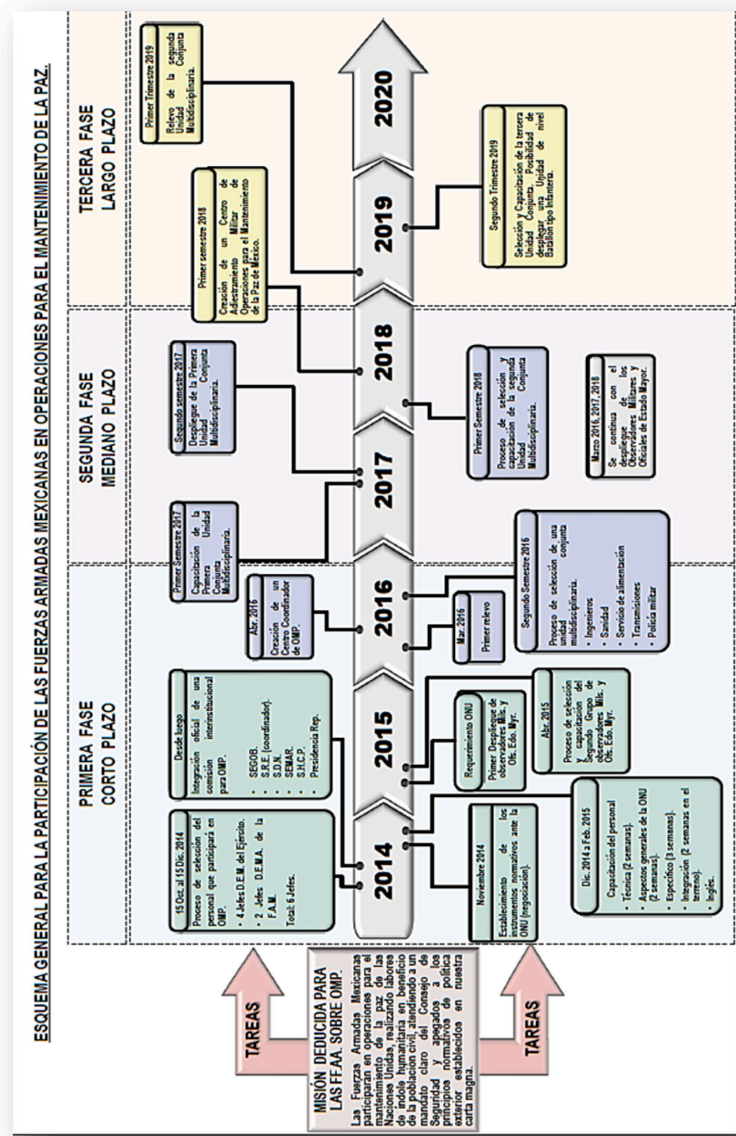 ESQUEMA GENERAL PARA LA PARTICIPACIÓN DE LAS FUERZAS ARMADAS MEXICANAS EN OPERACIONES PARA EL MANTENIMIENTO DE LA PAZ.
PRIMERA FASE
CORTO PLAZO
SEGUNDA FASE
MEDIANO PLAZO
TERCERA FASE
LARGO PLAZO
TAREAS
MISIÓN DEDUCIDA PARA
LAS FF.AA. SOBRE OMP.
Las Fuerzas Armadas Mexicanas
participarán en operaciones para el
mantenimiento de la paz de las
Naciones Unidas, realizando labores
de índole humanitaria en beneficio
de la población civil, atendiendo a un
mandato claro del Consejo de
Seguridad y apegados a los
principios normativos de política
exterior establecidos en nuestra
carta magna.
TAREAS
15 Oct. al 15 Dic. 2014
Proceso de selección del
personal que participará en
OMP.
• 4 Jefes D.E.M. del Ejército.
• 2 Jefes D.E.M.A. de la
F.A.M.
Total: 6 Jefes.
Desde luego
Integración oficial de una
comisión interinstitucional
para OMP.
• SEGOB.
• S.R.E. (coordinador).
• S.D.N.
• SEMAR.
• S.H.C.P.
• Presidencia Rep.
Abr. 2016
Creación de un
Centro Coordinador
de OMP.
Primer Semestre 2017
Capacitación de la
Primera Unidad
Conjunta
Multidisciplinaria.
Segundo semestre 2017
Despliegue de la Primera
Unidad Conjunta
Multidisciplinaria.
Primer semestre 2018
Creación de un Centro de
Adiestramiento Militar de
Operaciones para el Mantenimiento
de la Paz de México.
Primer Trimestre 2019
Relevo de la segunda
Unidad Conjunta
Multidisciplinaria.
2014
2015
2016
2017
2018
2019
2020
Noviembre 2014
Establecimiento de los
instrumentos normativos ante la
ONU (negociación).
Dic. 2014 a Feb. 2015
Capacitación del personal
• Técnica (2 semanas).
• Aspectos generales de la ONU
(2 semanas).
• Específico (3 semanas).
• Integración (2 semanas en el
terreno).
• Inglés.
Requerimiento ONU
Primer Despliegue de
observadores Mils. y
Ofs. Edo. Myr.
Abr. 2015
Proceso de selección
y capacitación del
Segundo Grupo de
observadores Mils. y
Ofs. Edo. Myr.
Mar. 2016
Primer relevo
Segundo Semestre 2016
Proceso de selección de una
unidad conjunta
multidisciplinaria.
• Ingenieros
• Sanidad
• Servicio de alimentación
• Transmisiones
• Policía militar
Primer Semestre 2018
Proceso de selección y
capacitación de la segunda
Unidad Conjunta
Multidisciplinaria.
Marzo 2016, 2017, 2018
Se continua con el
despliegue de los
Observadores Militares y
Oficiales de Estado Mayor.
Segundo Trimestre 2019
Selección y Capacitación de la tercera
Unidad Conjunta. Posibilidad de
desplegar una Unidad de nivel
Batallón tipo Infantería.